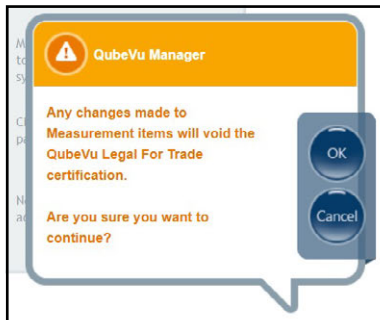 QubeVu Manager
Any changes made to
Measurement items will void the
QubeVu Legal For Trade
certification.
Are you sure you want to
continue?
OK
Cancel